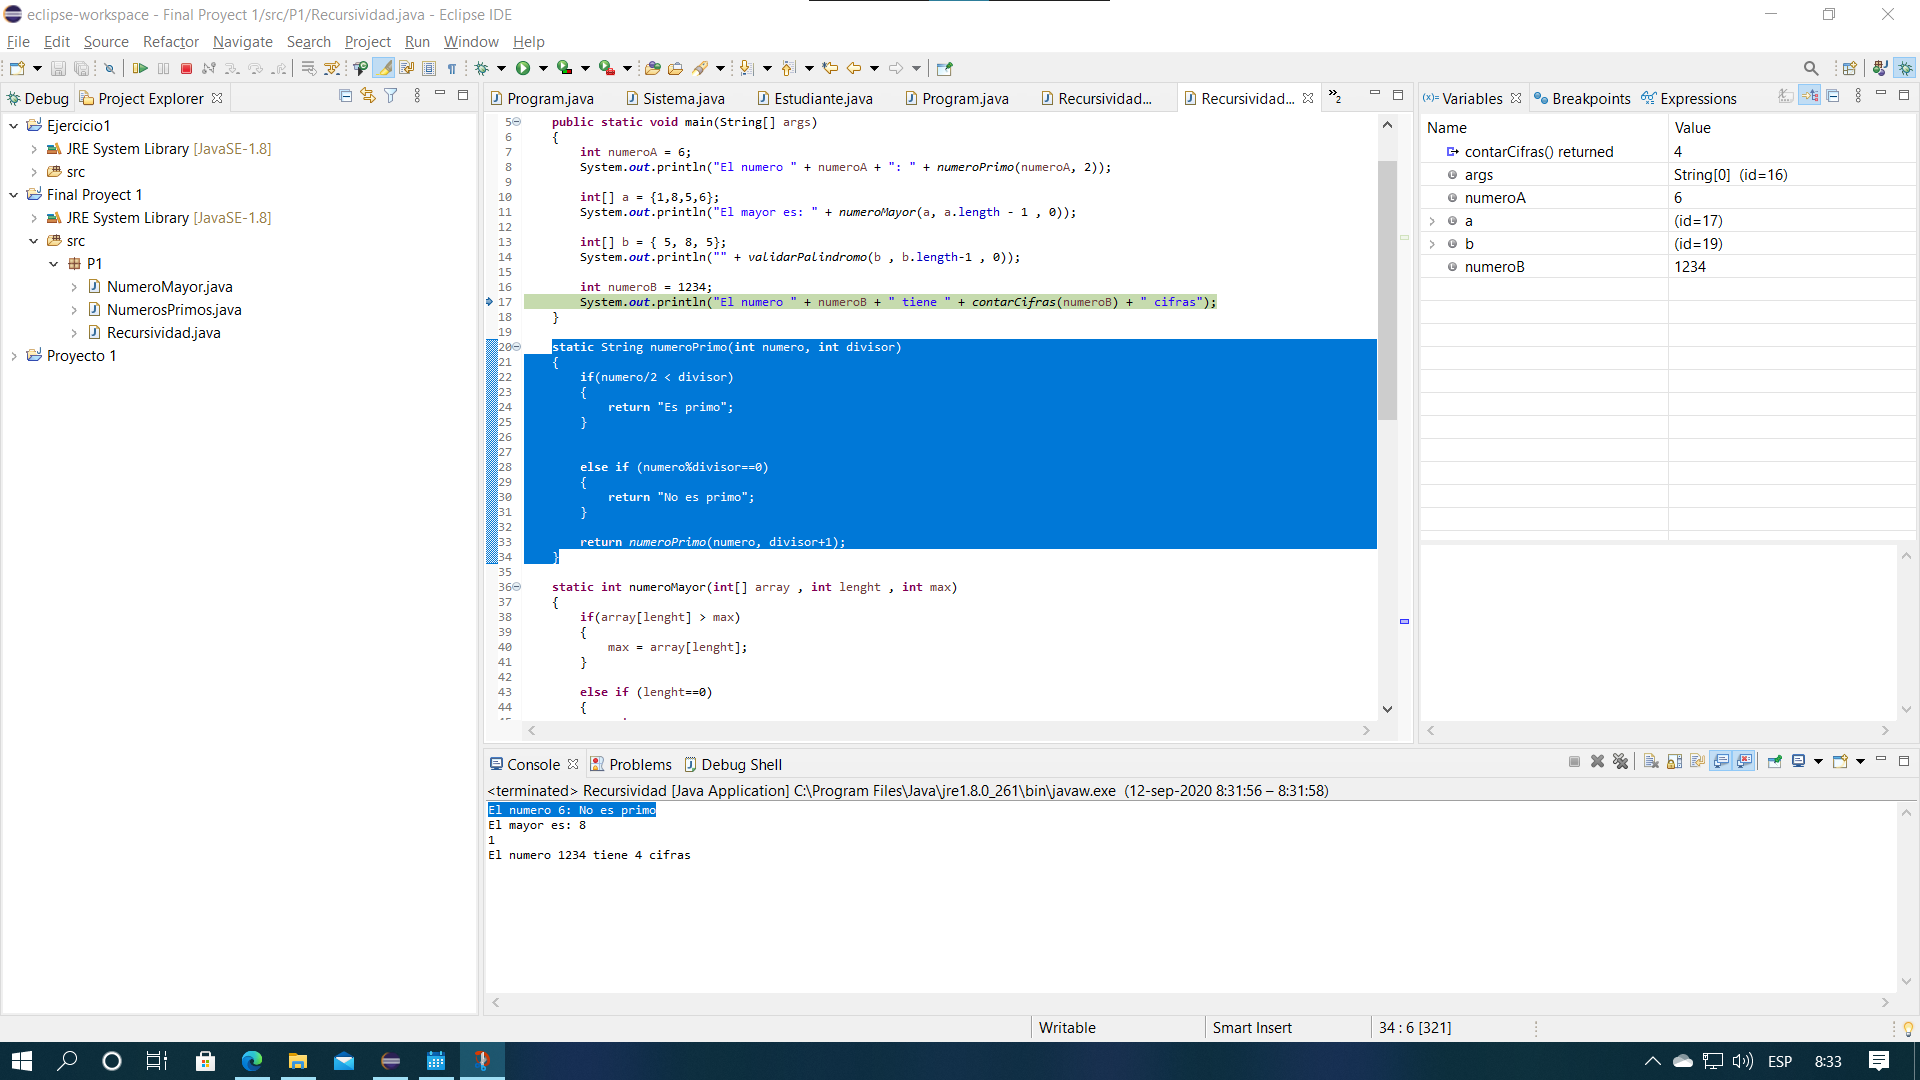 eclipse-workspace - Final Proyect 1/src/P1/Recursividad.java - Eclipse IDE
File Edit Source Refactor Navigate Search Project Run Window Help
Debug Project Explorer
Ejercicio1
JRE System Library [JavaSE-1.8]
src
Final Proyect 1
JRE System Library [JavaSE-1.8]
src
P1
NumeroMayor.java
NumerosPrimos.java
Recursividad.java
Proyecto 1
Program.java Sistema.java Estudiante.java Program.java Recursividad... Recursividad... »2
5 public static void main(String[] args)
6 {
7 int numeroA = 6;
8 System.out.println("El numero " + numeroA + ": " + numeroPrimo(numeroA, 2));
9
10 int[] a = {1,8,5,6};
11 System.out.println("El mayor es: " + numeroMayor(a, a.length - 1 , 0));
12
13 int[] b = { 5, 8, 5};
14 System.out.println("" + validarPalindromo(b , b.length-1 , 0));
15
16 int numeroB = 1234;
17 System.out.println("El numero " + numeroB + " tiene " + contarCifras(numeroB) + " cifras");
18 }
19
20 static String numeroPrimo(int numero, int divisor)
21 {
22 if(numero/2 < divisor)
23 {
24 return "Es primo";
25 }
26
27
28 else if (numero%divisor==0)
29 {
30 return "No es primo";
31 }
32
33 return numeroPrimo(numero, divisor+1);
34 }
35
36 static int numeroMayor(int[] array , int lenght , int max)
37 {
38 if(array[lenght] > max)
39 {
40 max = array[lenght];
41 }
42
43 else if (lenght==0)
44 {
(x)= Variables Breakpoints Expressions
Name Value
contarCifras() returned 4
args String[0] (id=16)
numeroA 6
a (id=17)
b (id=19)
numeroB 1234
Console Problems Debug Shell
<terminated> Recursividad [Java Application] C:\Program Files\Java\jre1.8.0_261\bin\javaw.exe (12-sep-2020 8:31:56 – 8:31:58)
El numero 6: No es primo
El mayor es: 8
1
El numero 1234 tiene 4 cifras
Writable Smart Insert 34 : 6 [321]
ESP 8:33